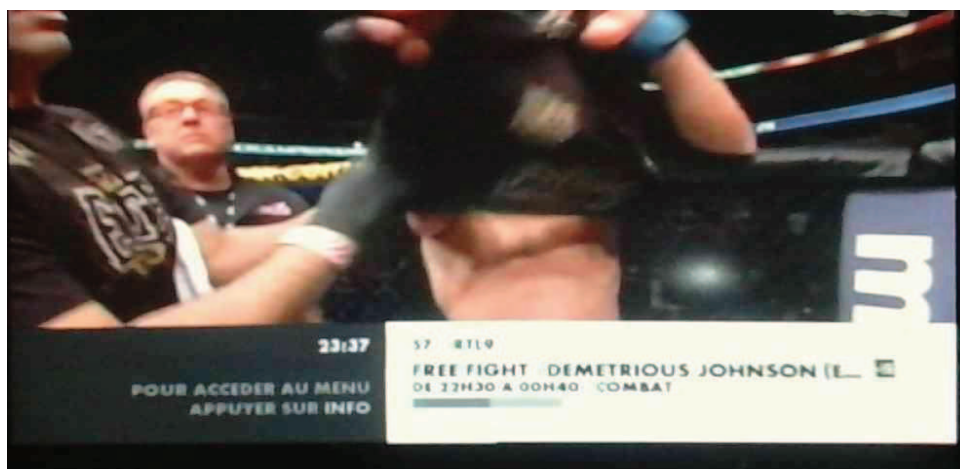 23:37
POUR ACCEDER AU MENU
APPUYER SUR INFO
57 RTL9
FREE FIGHT DEMETRIOUS JOHNSON (E...
DE 22H30 A 00H40 COMBAT
m